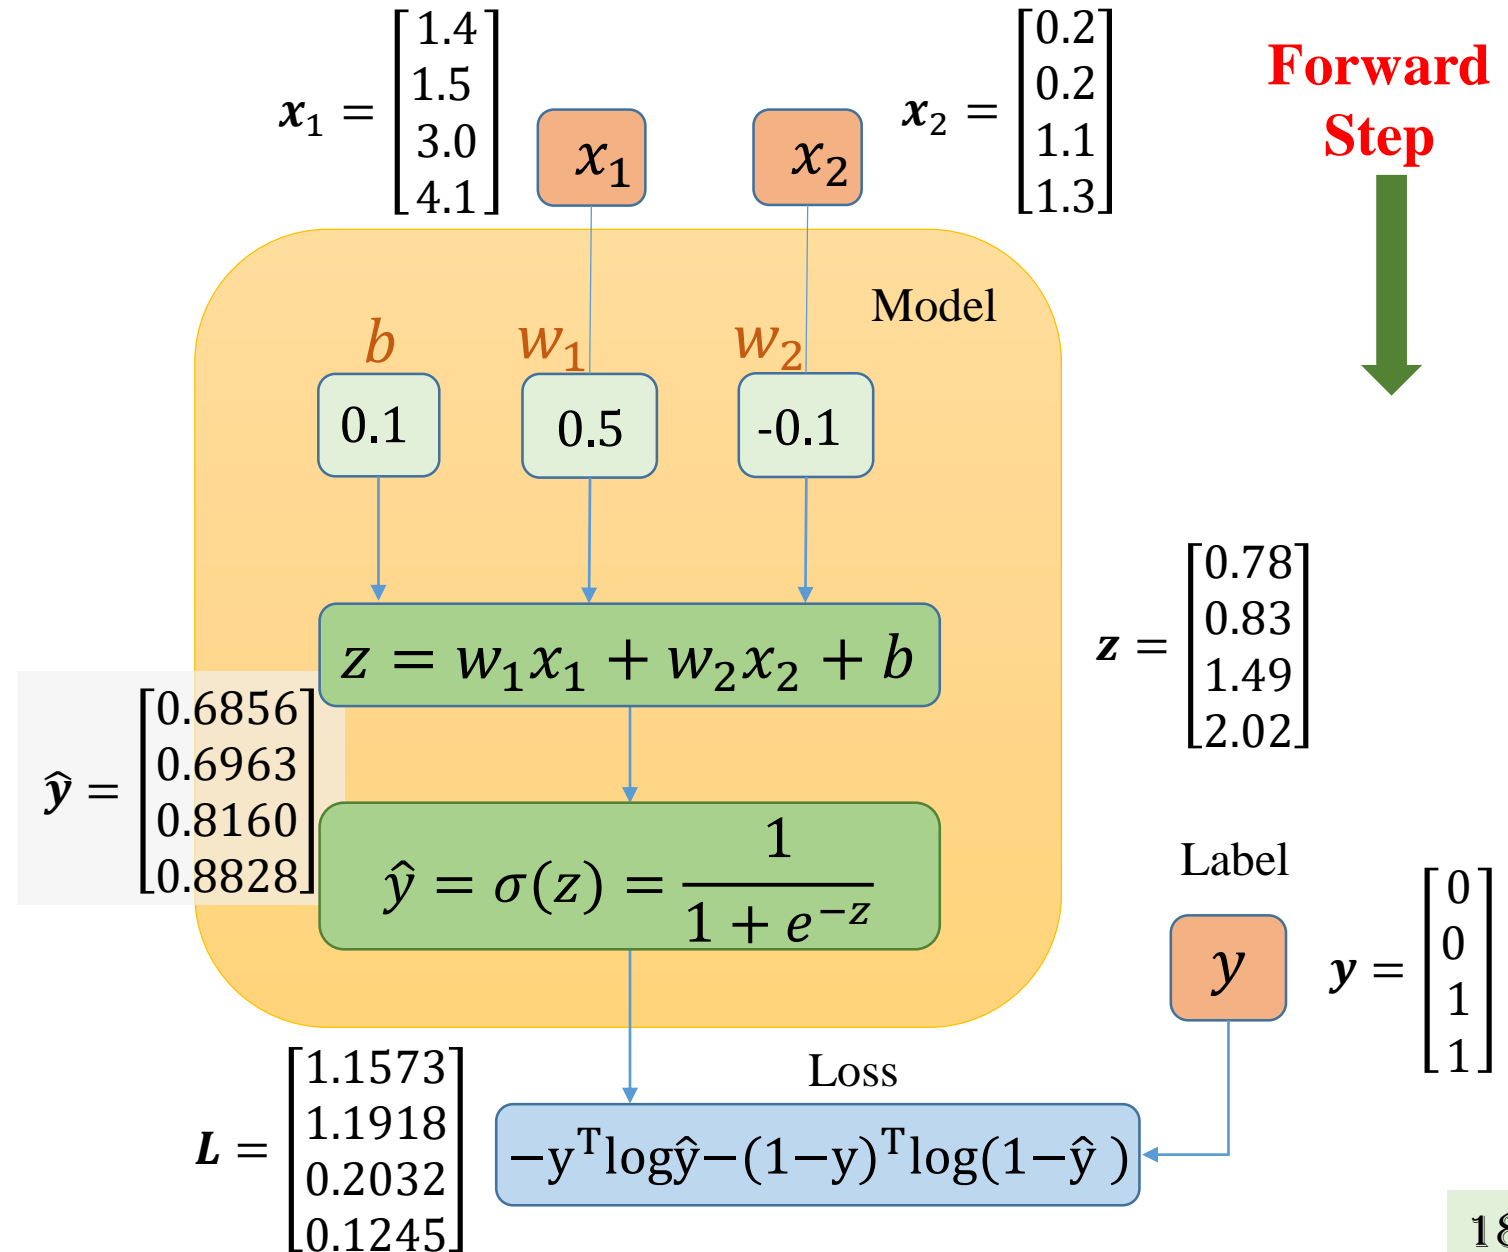 x₁ = [1.4
1.5
3.0
4.1]
x₁
x₂
x₂ = [0.2
0.2
1.1
1.3]
Forward
Step
Model
b
w₁
w₂
0.1
0.5
-0.1
z = w₁x₁ + w₂x₂ + b
z = [0.78
0.83
1.49
2.02]
ŷ = [0.6856
0.6963
0.8160
0.8828]
ŷ = σ(z) = 1 / (1 + e⁻ᶻ)
Label
y
y = [0
0
1
1]
Loss
L = [1.1573
1.1918
0.2032
0.1245]
−yᵀlogŷ−(1−y)ᵀlog(1−ŷ )
18